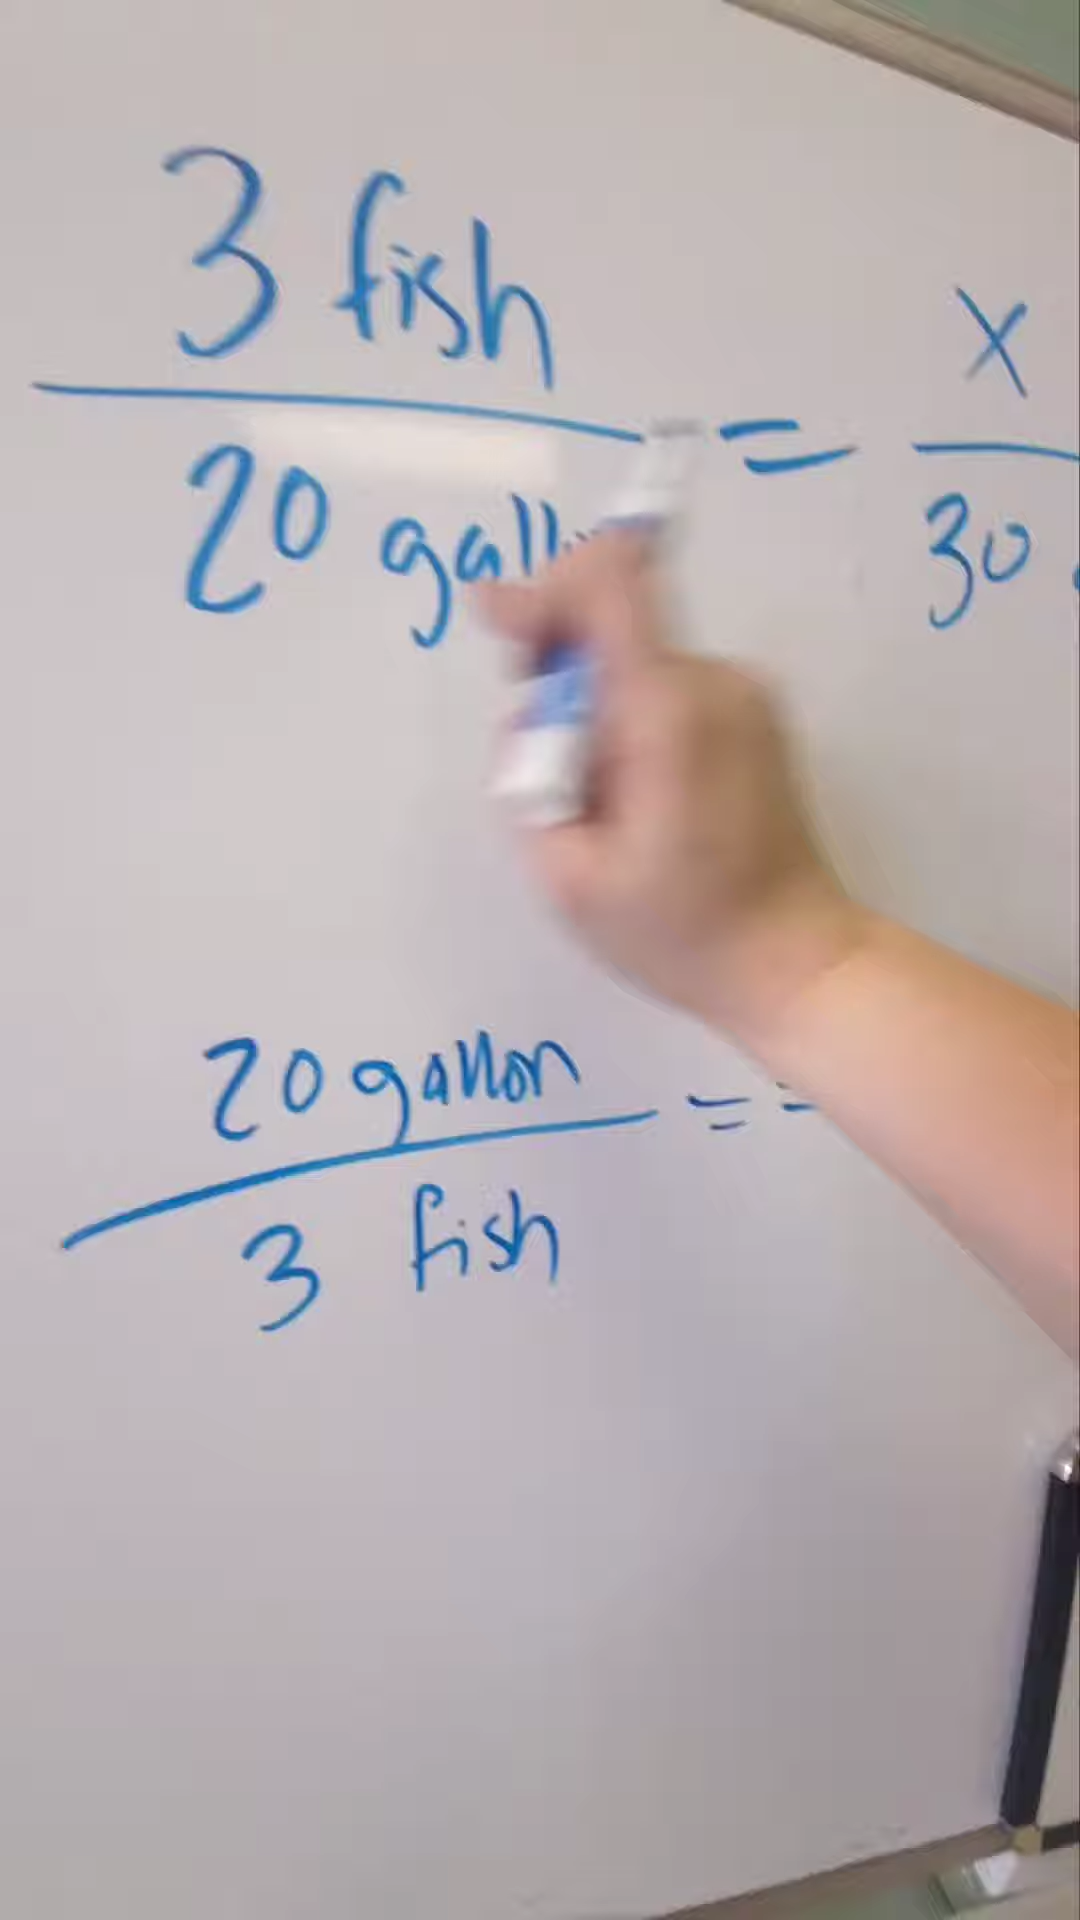 3 fish = x
20 30
20 gallon =
3 fish